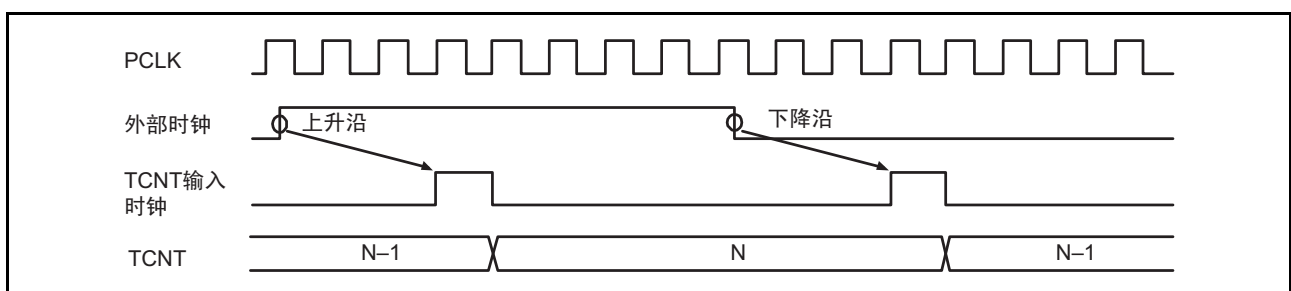 PCLK
外部时钟
上升沿
下降沿
TCNT输入
时钟
TCNT
N–1
N
N–1